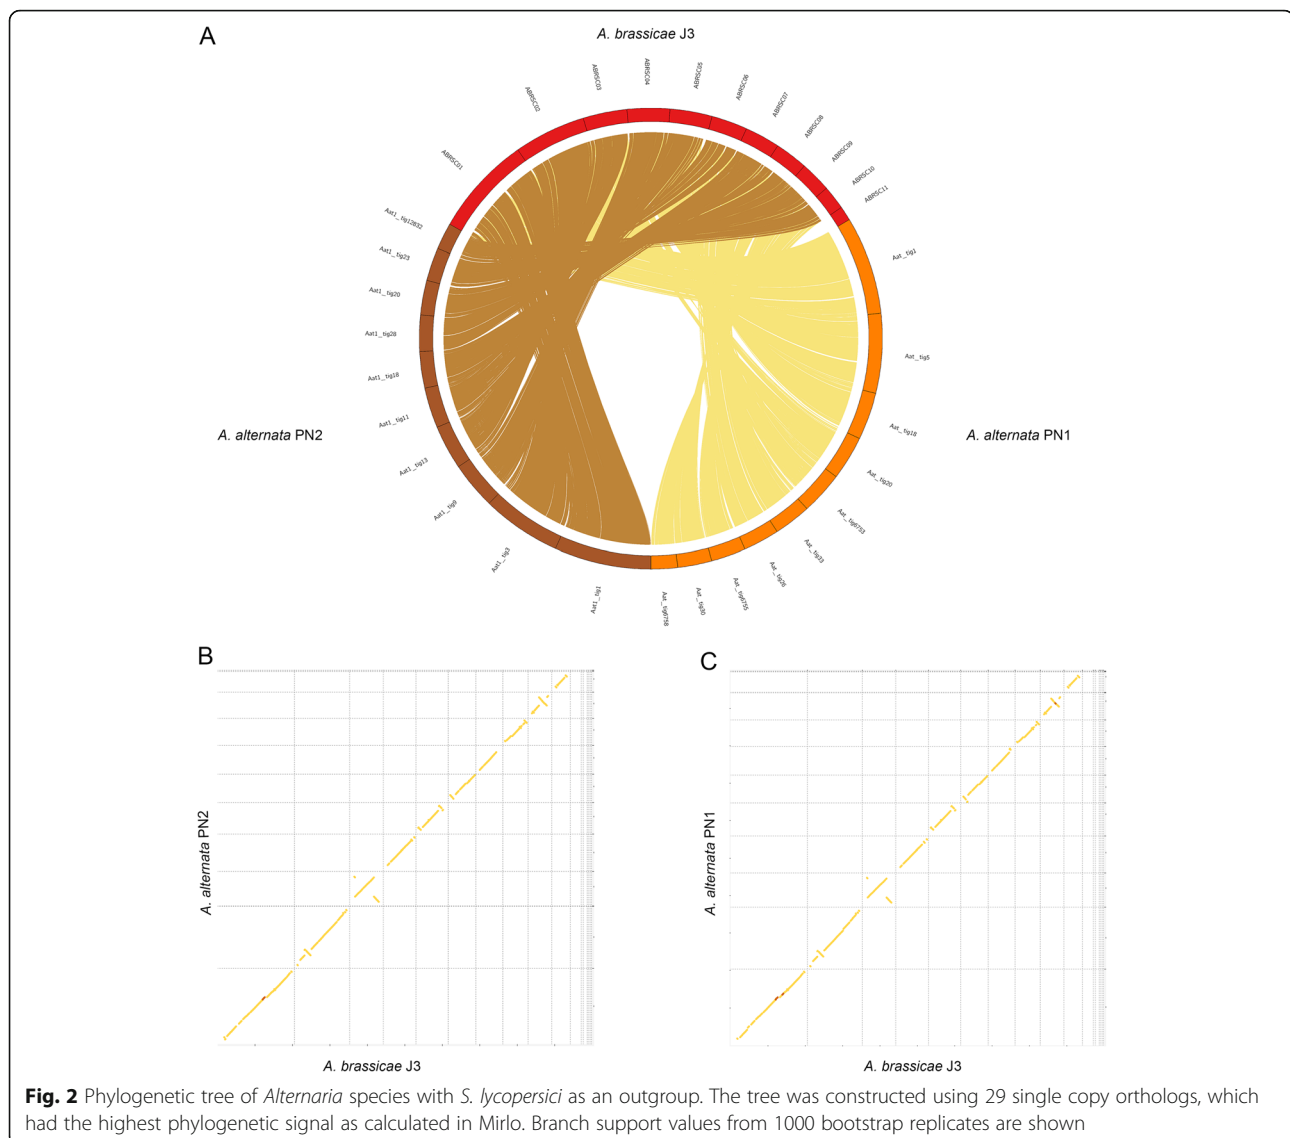 A
A. brassicae J3
ABRSC01
ABRSC02
ABRSC03
ABRSC04
ABRSC05
ABRSC06
ABRSC07
ABRSC08
ABRSC09
ABRSC10
ABRSC11
Aat1_tig12832
Aat1_tig23
Aat1_tig20
Aat1_tig28
Aat1_tig18
Aat1_tig11
Aat1_tig13
Aat1_tig9
Aat1_tig3
Aat1_tig1
Aat_tig1
Aat_tig5
Aat_tig18
Aat_tig20
Aat_tig6753
Aat_tig33
Aat_tig26
Aat_tig6755
Aat_tig30
Aat_tig6758
A. alternata PN2
A. alternata PN1
B
A. alternata PN2
A. brassicae J3
C
A. alternata PN1
A. brassicae J3
Fig. 2 Phylogenetic tree of Alternaria species with S. lycopersici as an outgroup. The tree was constructed using 29 single copy orthologs, which
had the highest phylogenetic signal as calculated in Mirlo. Branch support values from 1000 bootstrap replicates are shown